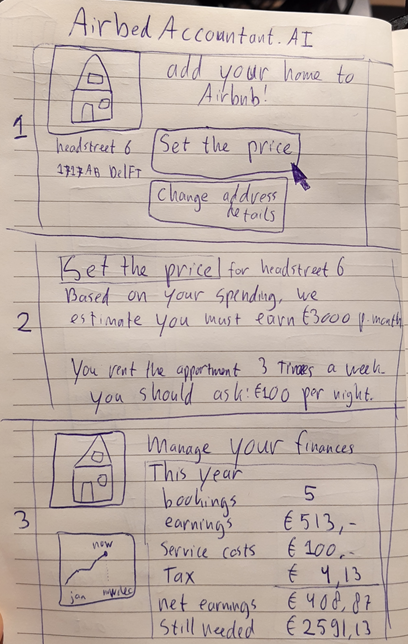 Airbed Accountant.AI
1
add your home to
Airbnb!
headstreet 6
1717AB Delft
Set the price
Change address
details
2
Set the price for headstreet 6
Based on your spending, we
estimate you must earn €3000 p.month
You rent the appartment 3 times a week
you should ask: €100 per night.
3
Manage your finances
This year
bookings 5
earnings € 513,-
Service costs € 100,-
Tax € 4,13
net earnings € 408,87
Still needed € 2591,13
now
jan